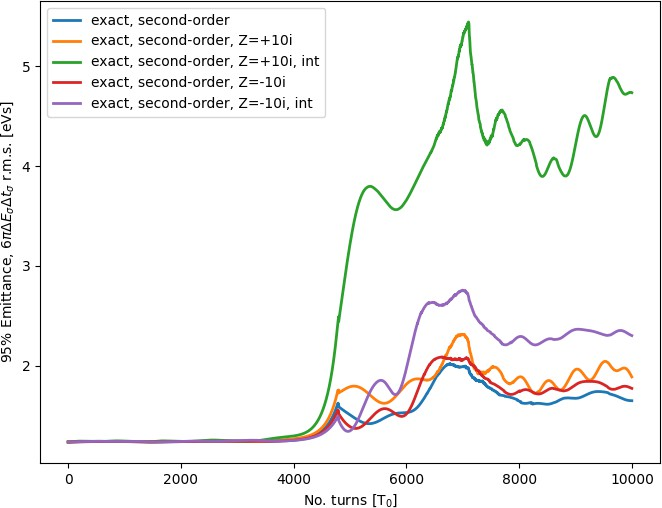 exact, second-order
exact, second-order, Z=+10i
exact, second-order, Z=+10i, int
exact, second-order, Z=-10i
exact, second-order, Z=-10i, int
95% Emittance, 6πΔE_σΔt_σ r.m.s. [eVs]
5
4
3
2
0 2000 4000 6000 8000 10000
No. turns [T₀]